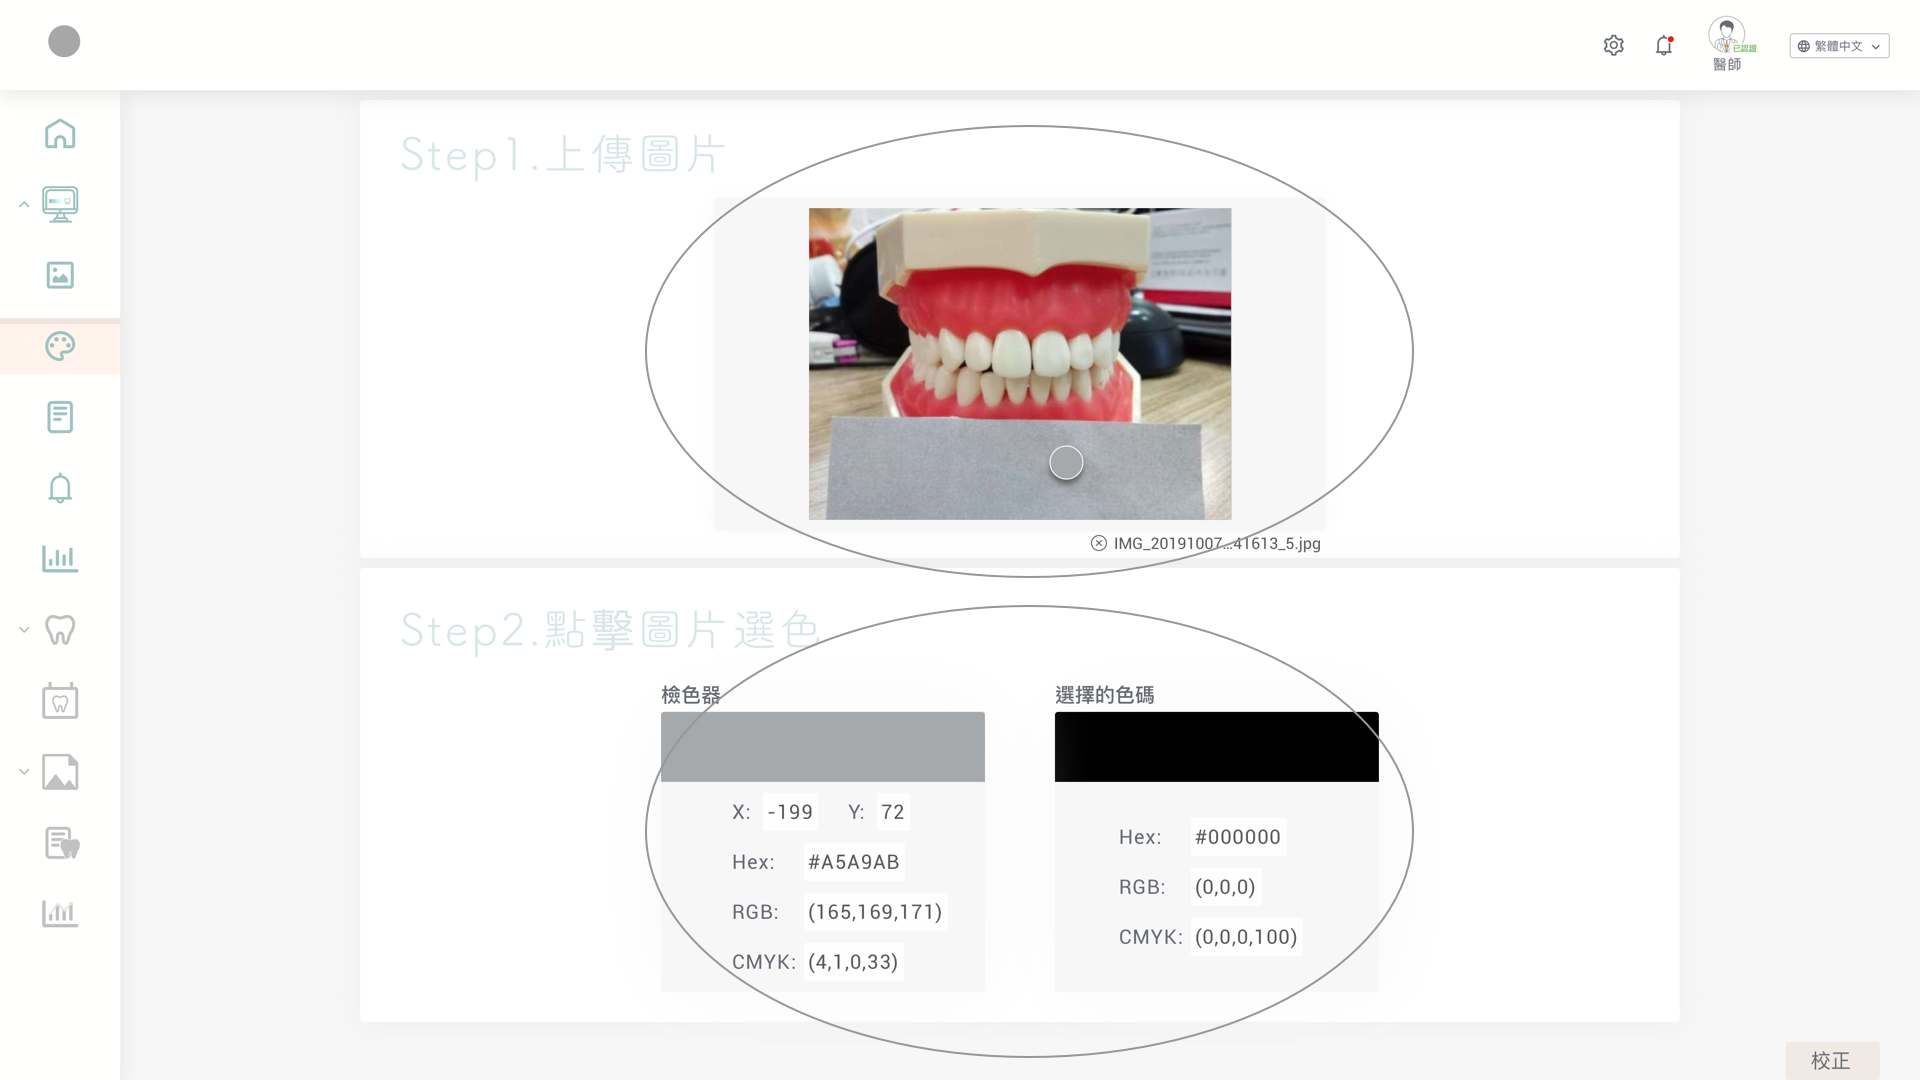 已認證
醫師
繁體中文
Step1.上傳圖片
IMG_20191007...41613_5.jpg
Step2.點擊圖片選色
檢色器
選擇的色碼
X: -199 Y: 72
Hex: #A5A9AB
RGB: (165,169,171)
CMYK: (4,1,0,33)
Hex: #000000
RGB: (0,0,0)
CMYK: (0,0,0,100)
校正